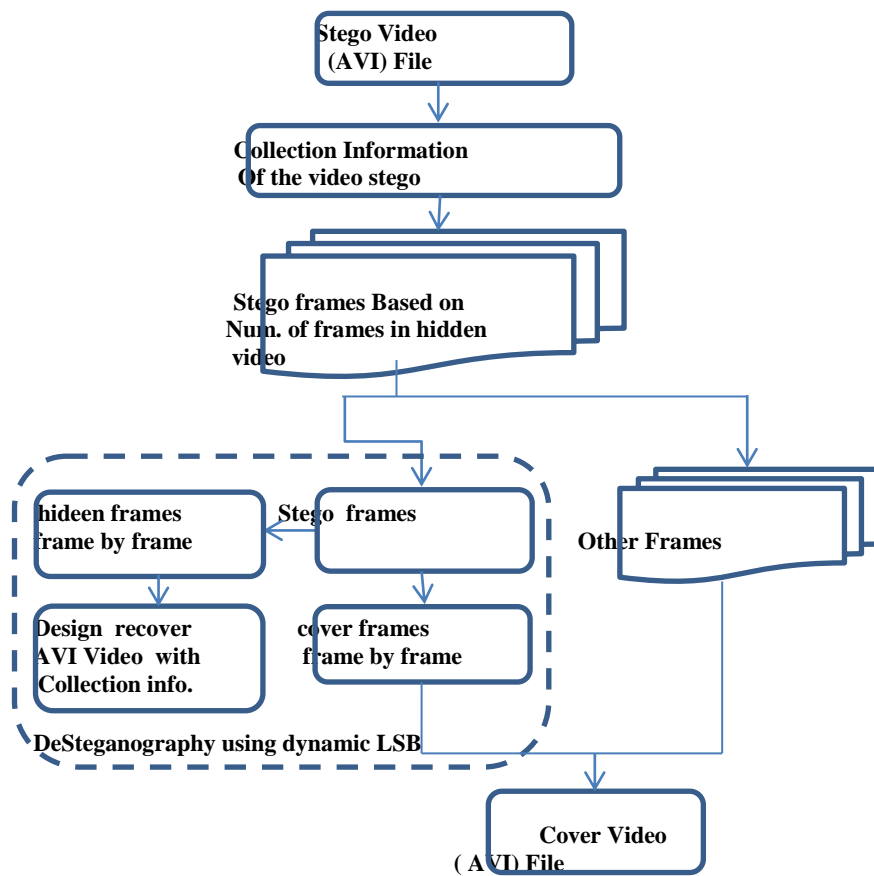 Stego Video
(AVI) File
Collection Information
Of the video stego
Stego frames Based on
Num. of frames in hidden
video
hideen frames
frame by frame
Stego frames
Other Frames
Design recover
AVI Video with
Collection info.
cover frames
frame by frame
DeSteganography using dynamic LSB
Cover Video
( AVI) File